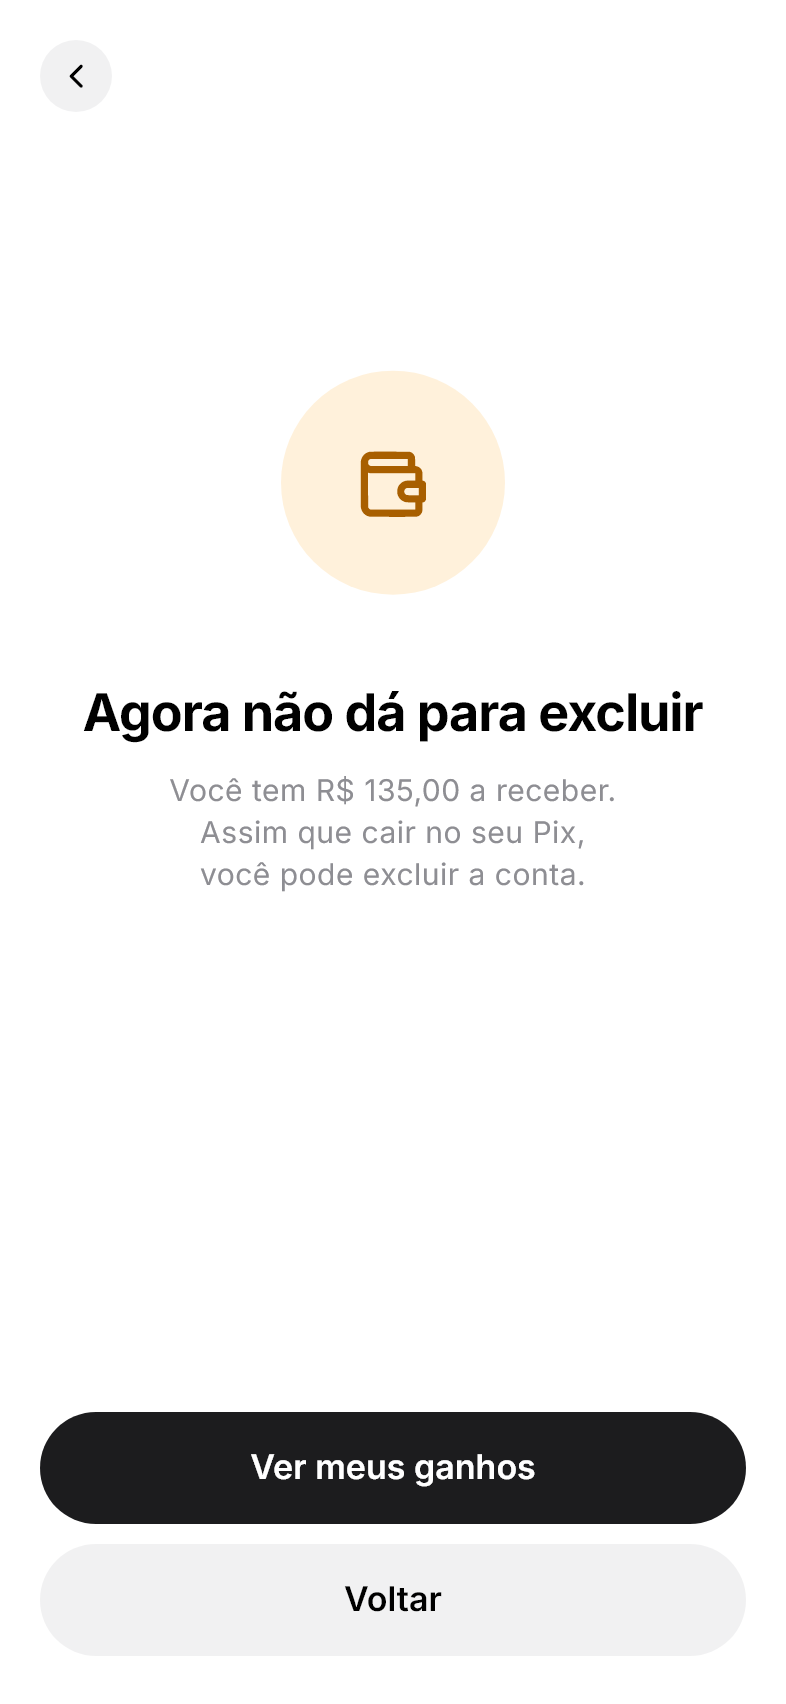 Agora não dá para excluir
Você tem R$ 135,00 a receber.
Assim que cair no seu Pix,
você pode excluir a conta.
Ver meus ganhos
Voltar